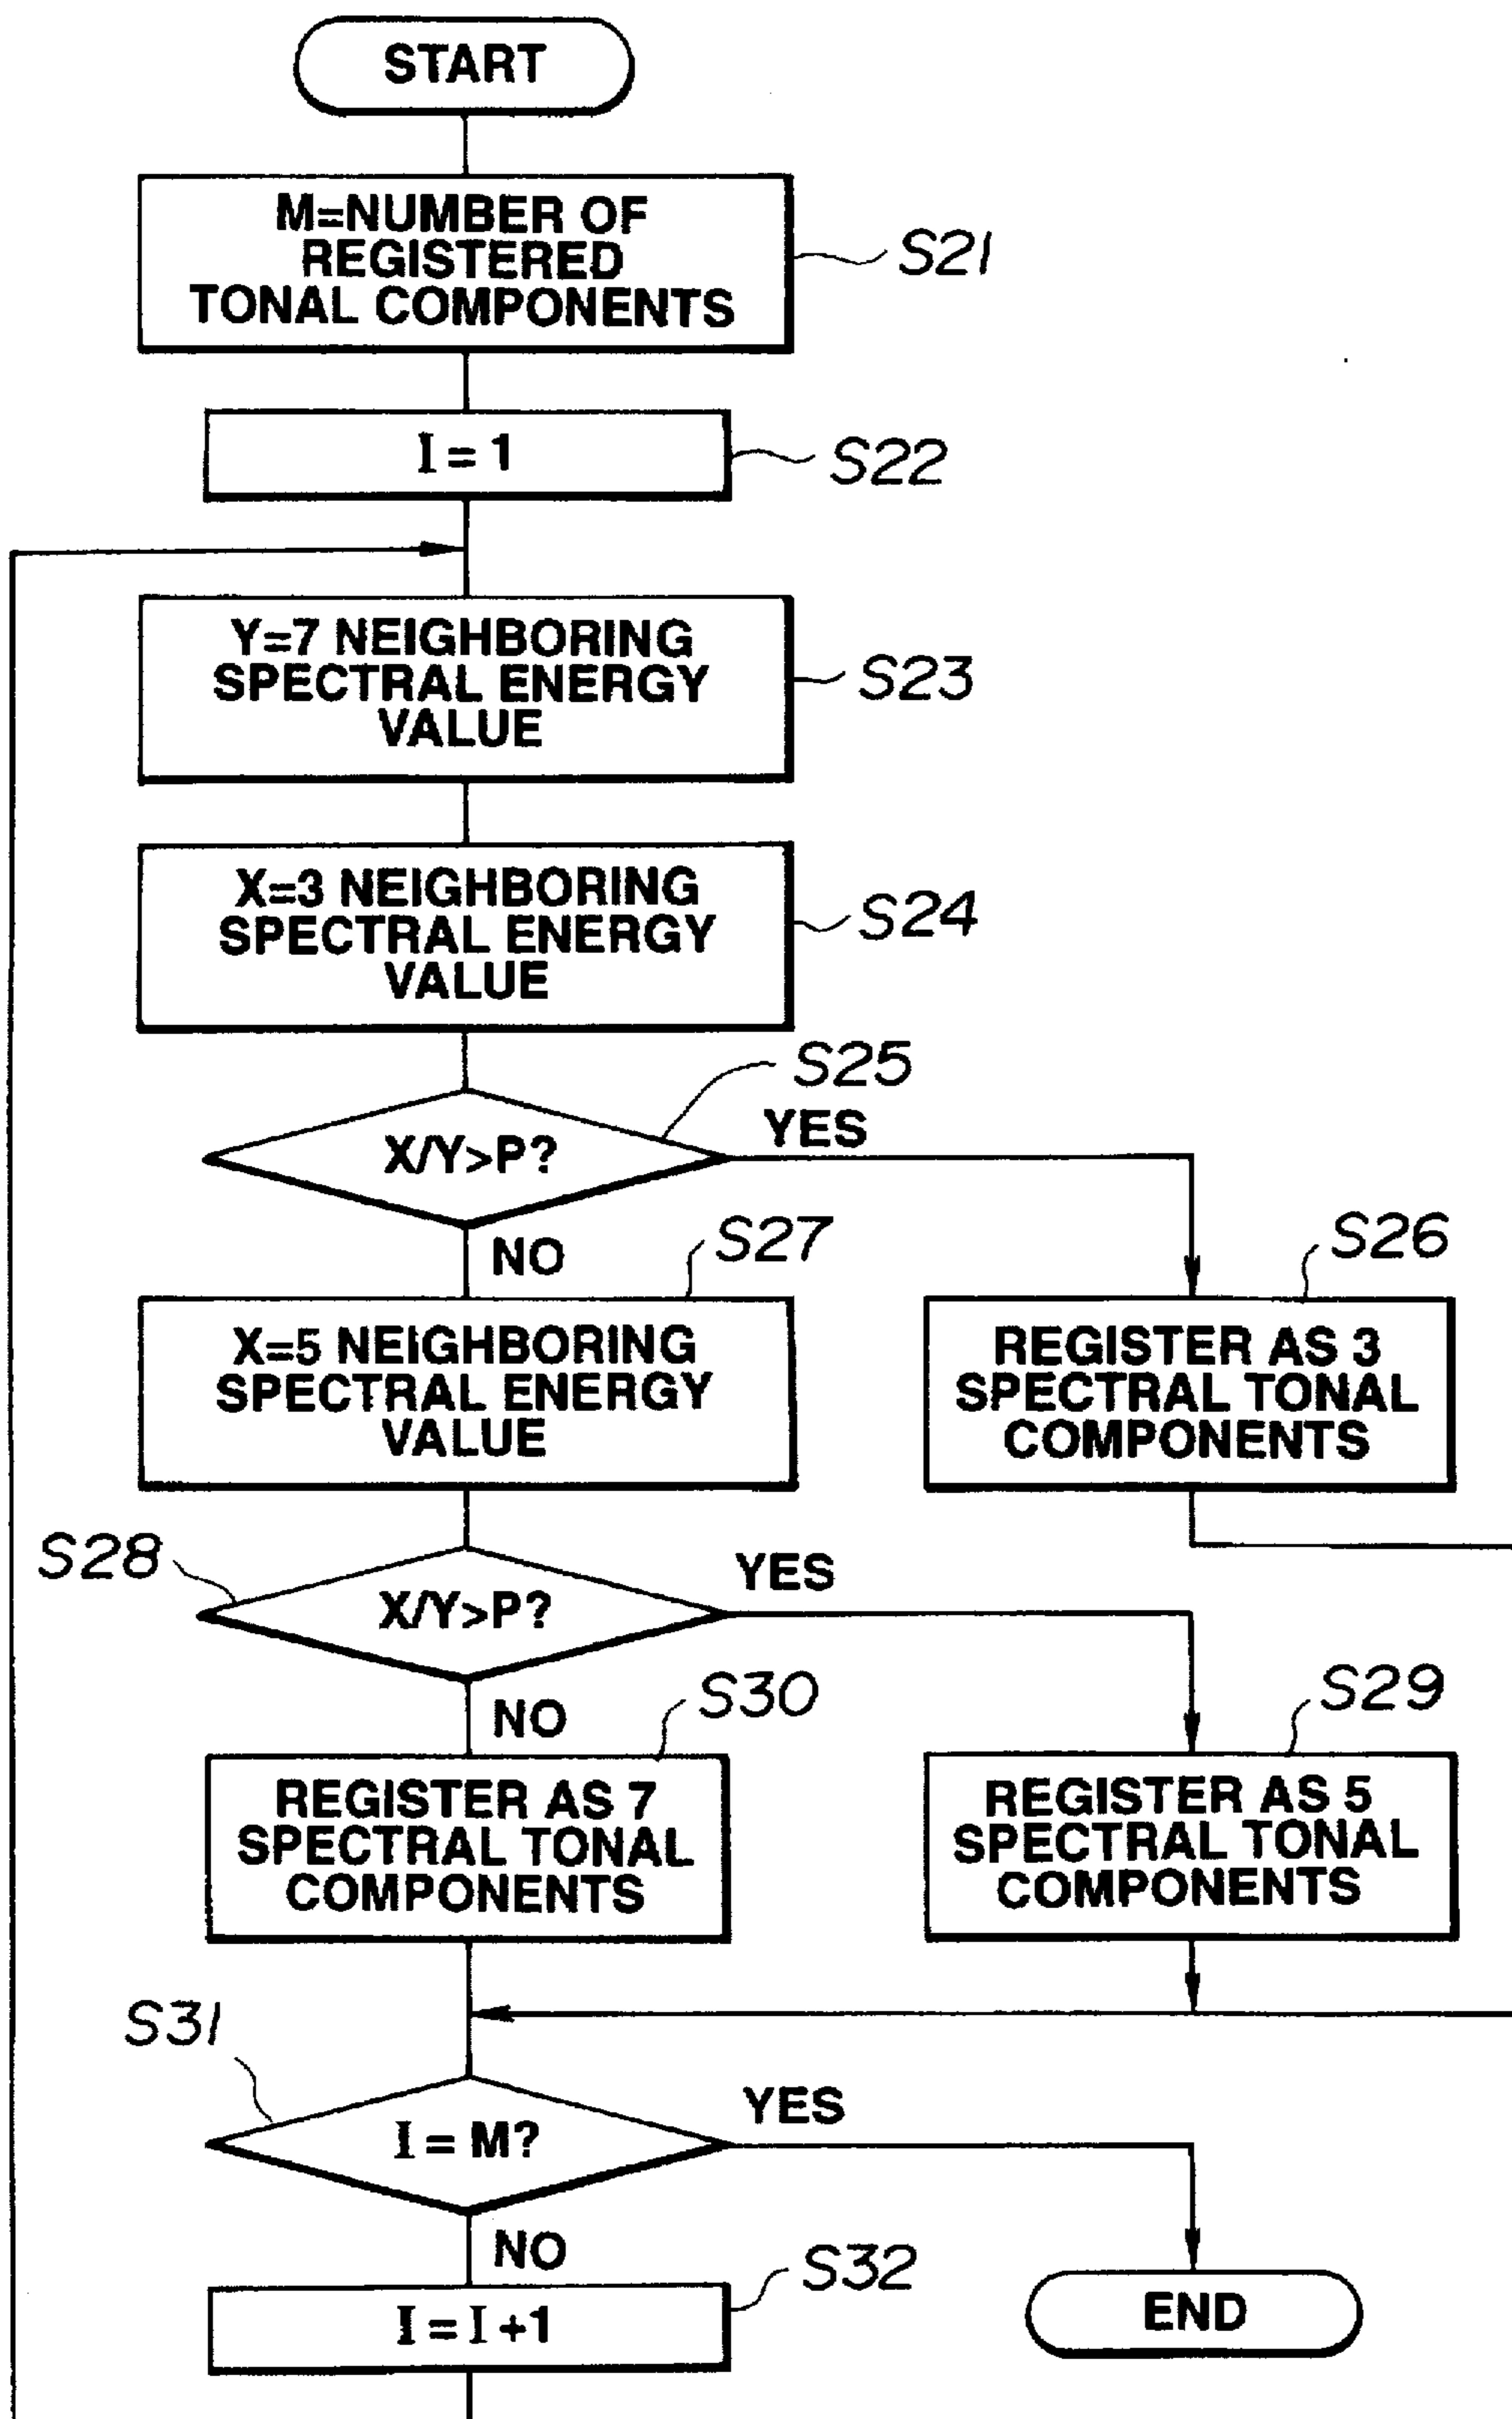 START
M=NUMBER OF
REGISTERED
TONAL COMPONENTS
S21
I = 1
S22
Y=7 NEIGHBORING
SPECTRAL ENERGY
VALUE
S23
X=3 NEIGHBORING
SPECTRAL ENERGY
VALUE
S24
S25
X/Y>P?
YES
NO
S27
S26
X=5 NEIGHBORING
SPECTRAL ENERGY
VALUE
REGISTER AS 3
SPECTRAL TONAL
COMPONENTS
S28
X/Y>P?
YES
NO
S30
S29
REGISTER AS 7
SPECTRAL TONAL
COMPONENTS
REGISTER AS 5
SPECTRAL TONAL
COMPONENTS
S31
I = M?
YES
NO
S32
I = I +1
END